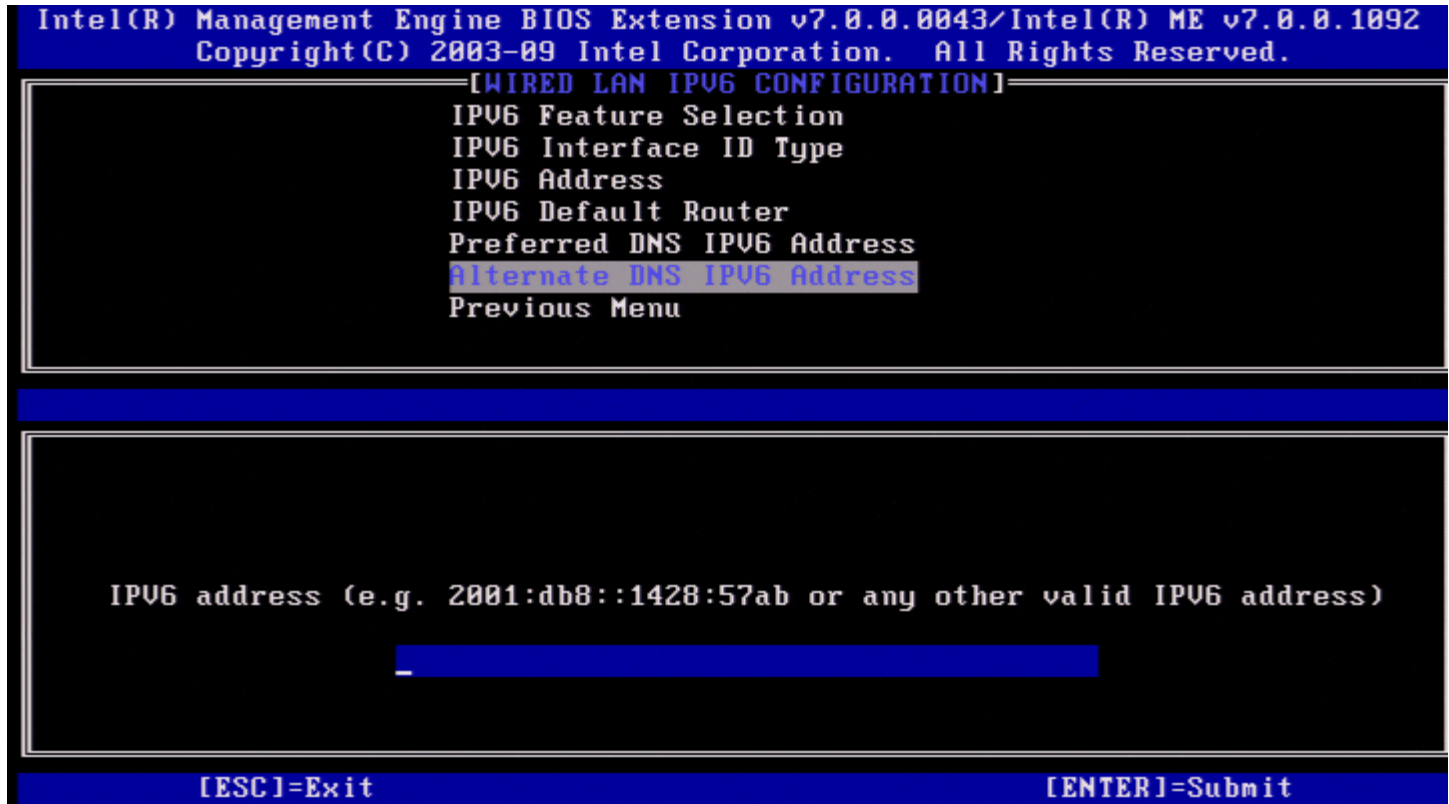 Intel(R) Management Engine BIOS Extension v7.0.0.0043/Intel(R) ME v7.0.0.1092
Copyright(C) 2003-09 Intel Corporation. All Rights Reserved.
[WIRED LAN IPV6 CONFIGURATION]
IPV6 Feature Selection
IPV6 Interface ID Type
IPV6 Address
IPV6 Default Router
Preferred DNS IPV6 Address
Alternate DNS IPV6 Address
Previous Menu
IPV6 address (e.g. 2001:db8::1428:57ab or any other valid IPV6 address)
_
[ESC]=Exit [ENTER]=Submit